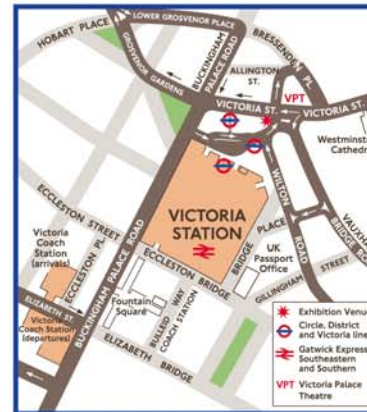 HOBART PLACE
LOWER GROSVENOR PLACE
GROSVENOR GARDENS
BUCKINGHAM
PALACE ROAD
BRESSENDEN PL.
ALLINGTON
ST.
VPT
VICTORIA ST.
VICTORIA ST.
Westminster
Cathedr
ECCLESTON STREET
VICTORIA
STATION
WILTON
ROAD
VAUXHA
BRIDGE ROA
Victoria
Coach
Station
(arrivals)
ECCLESTON PL.
BUCKINGHAM PALACE ROAD
ECCLESTON
BRIDGE
BRIDGE
PLACE
UK
Passport
Office
GILLINGHAM STREET
ELIZABETH ST.
Victoria
Coach Station
(departures)
Fountain
Square
BULLEID WAY
COACH STATION
ELIZABETH BRIDGE
Exhibition Venue
Circle, District
and Victoria line
Gatwick Express
Southeastern
and Southern
VPT Victoria Palace
Theatre